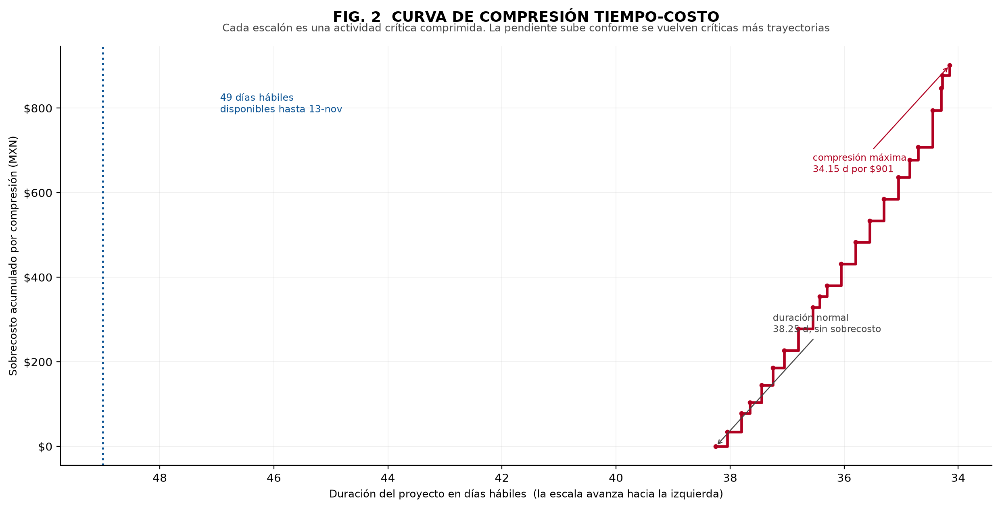 FIG. 2  CURVA DE COMPRESIÓN TIEMPO-COSTO
Cada escalón es una actividad crítica comprimida. La pendiente sube conforme se vuelven críticas más trayectorias
Sobrecosto acumulado por compresión (MXN)
$800
$600
$400
$200
$0
49 días hábiles
disponibles hasta 13-nov
compresión máxima
34.15 d por $901
duración normal
38.25 d, sin sobrecosto
48
46
44
42
40
38
36
34
Duración del proyecto en días hábiles  (la escala avanza hacia la izquierda)